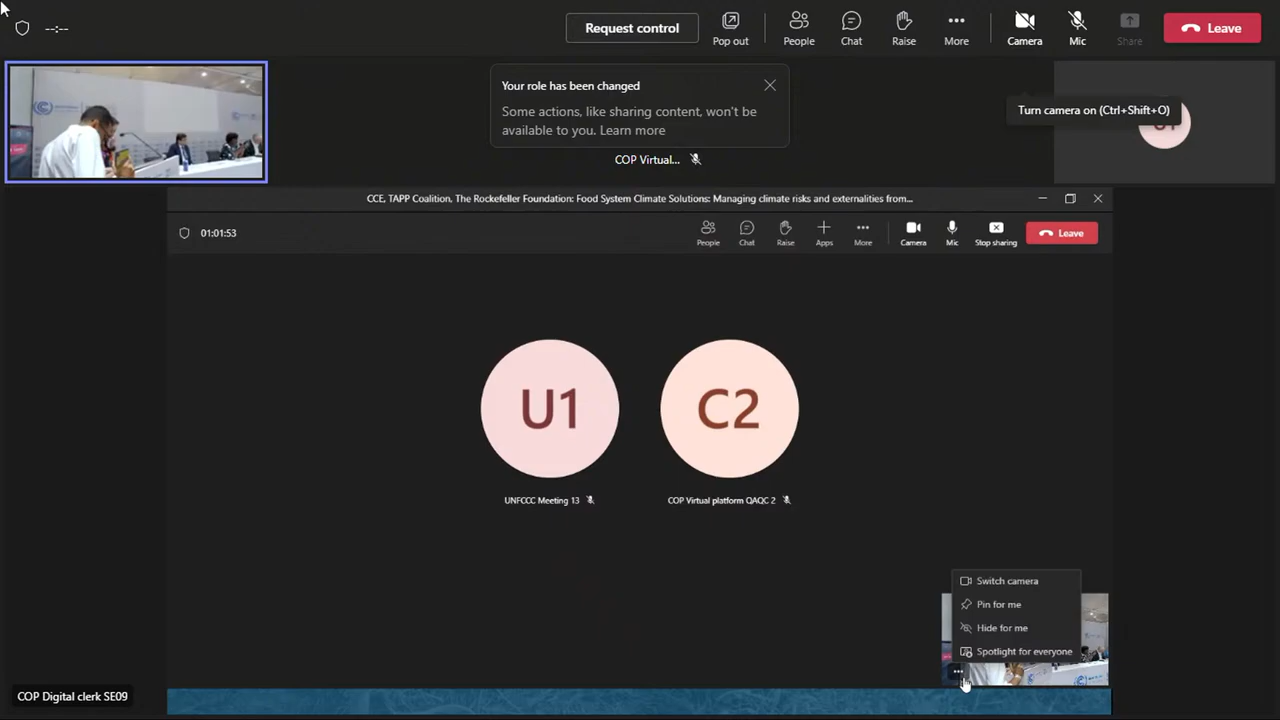 --:--
Request control
Pop out
People
Chat
Raise
More
Camera
Mic
Share
Leave
Your role has been changed
Some actions, like sharing content, won't be
available to you. Learn more
Turn camera on (Ctrl+Shift+O)
COP Virtual...
CCE, TAPP Coalition, The Rockefeller Foundation: Food System Climate Solutions: Managing climate risks and externalities from...
01:01:53
People
Chat
Raise
Apps
More
Camera
Mic
Stop sharing
Leave
U1
C2
UNFCCC Meeting 13
COP Virtual platform QAQC 2
Switch camera
Pin for me
Hide for me
Spotlight for everyone
COP Digital clerk SE09